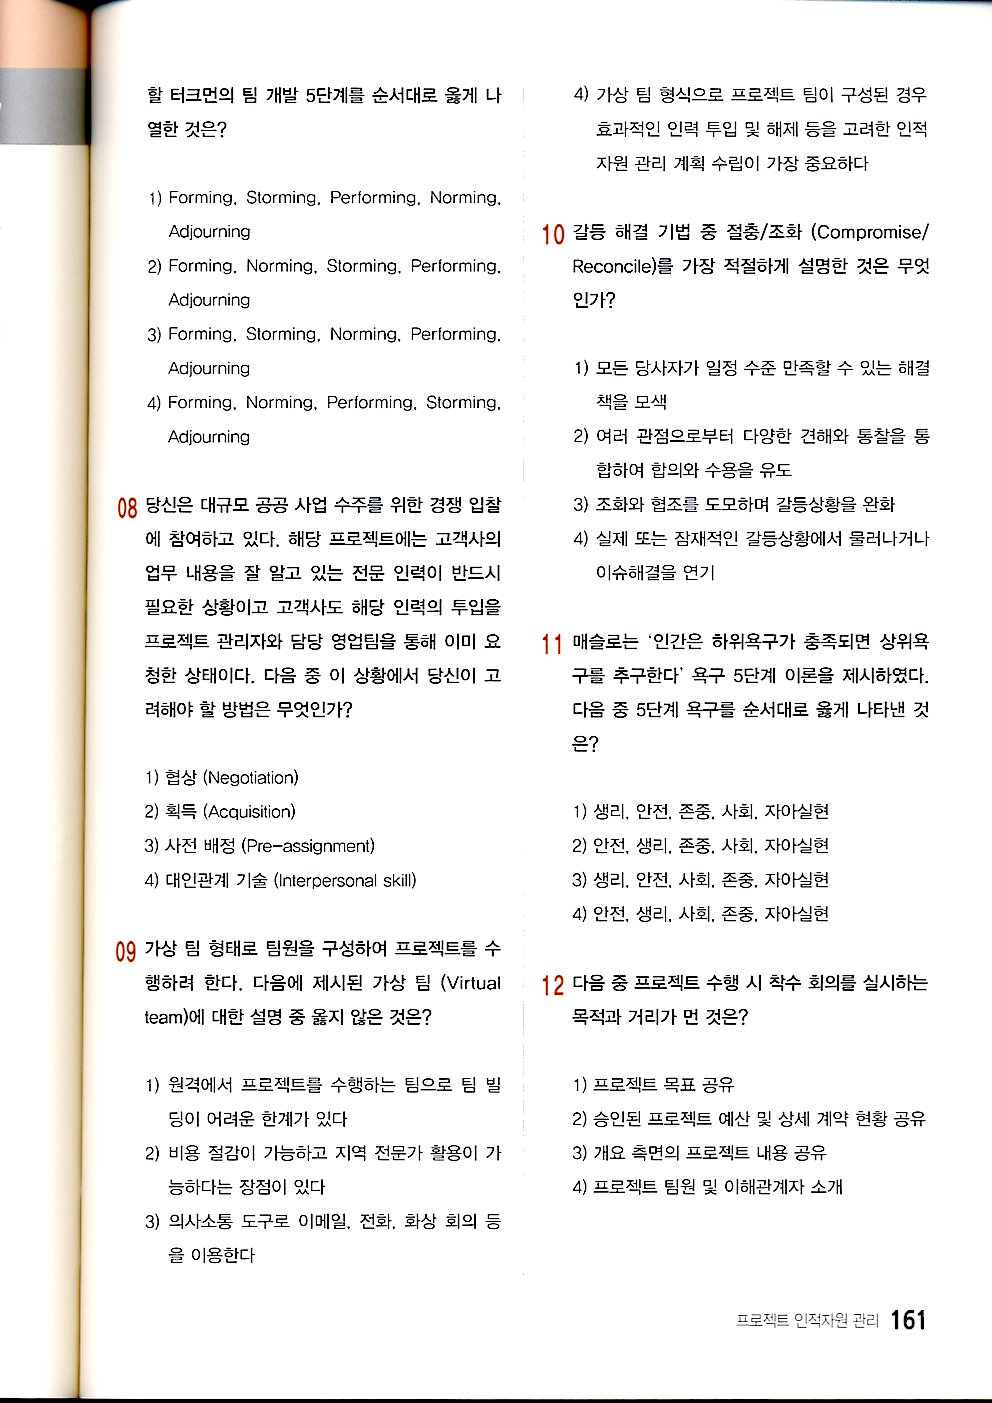 할 터크먼의 팀 개발 5단계를 순서대로 옳게 나
열한 것은?
1) Forming, Storming, Performing, Norming,
Adjourning
2) Forming, Norming, Storming, Performing,
Adjourning
3) Forming, Storming, Norming, Performing,
Adjourning
4) Forming, Norming, Performing, Storming,
Adjourning
08 당신은 대규모 공공 사업 수주를 위한 경쟁 입찰
에 참여하고 있다. 해당 프로젝트에는 고객사의
업무 내용을 잘 알고 있는 전문 인력이 반드시
필요한 상황이고 고객사도 해당 인력의 투입을
프로젝트 관리자와 담당 영업팀을 통해 이미 요
청한 상태이다. 다음 중 이 상황에서 당신이 고
려해야 할 방법은 무엇인가?
1) 협상 (Negotiation)
2) 획득 (Acquisition)
3) 사전 배정 (Pre-assignment)
4) 대인관계 기술 (Interpersonal skill)
09 가상 팀 형태로 팀원을 구성하여 프로젝트를 수
행하려 한다. 다음에 제시된 가상 팀 (Virtual
team)에 대한 설명 중 옳지 않은 것은?
1) 원격에서 프로젝트를 수행하는 팀으로 팀 빌
딩이 어려운 한계가 있다
2) 비용 절감이 가능하고 지역 전문가 활용이 가
능하다는 장점이 있다
3) 의사소통 도구로 이메일, 전화, 화상 회의 등
을 이용한다
4) 가상 팀 형식으로 프로젝트 팀이 구성된 경우
효과적인 인력 투입 및 해제 등을 고려한 인적
자원 관리 계획 수립이 가장 중요하다
10 갈등 해결 기법 중 절충/조화 (Compromise/
Reconcile)를 가장 적절하게 설명한 것은 무엇
인가?
1) 모든 당사자가 일정 수준 만족할 수 있는 해결
책을 모색
2) 여러 관점으로부터 다양한 견해와 통찰을 통
합하여 합의와 수용을 유도
3) 조화와 협조를 도모하며 갈등상황을 완화
4) 실제 또는 잠재적인 갈등상황에서 물러나거나
이슈해결을 연기
11 매슬로는 '인간은 하위욕구가 충족되면 상위욕
구를 추구한다' 욕구 5단계 이론을 제시하였다.
다음 중 5단계 욕구를 순서대로 옳게 나타낸 것
은?
1) 생리, 안전, 존중, 사회, 자아실현
2) 안전, 생리, 존중, 사회, 자아실현
3) 생리, 안전, 사회, 존중, 자아실현
4) 안전, 생리, 사회, 존중, 자아실현
12 다음 중 프로젝트 수행 시 착수 회의를 실시하는
목적과 거리가 먼 것은?
1) 프로젝트 목표 공유
2) 승인된 프로젝트 예산 및 상세 계약 현황 공유
3) 개요 측면의 프로젝트 내용 공유
4) 프로젝트 팀원 및 이해관계자 소개
프로젝트 인적자원 관리 161